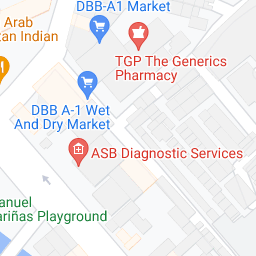 DBB-A1 Market
Arab
tan Indian
TGP The Generics
Pharmacy
DBB A-1 Wet
And Dry Market
ASB Diagnostic Services
anuel
ariñas Playground